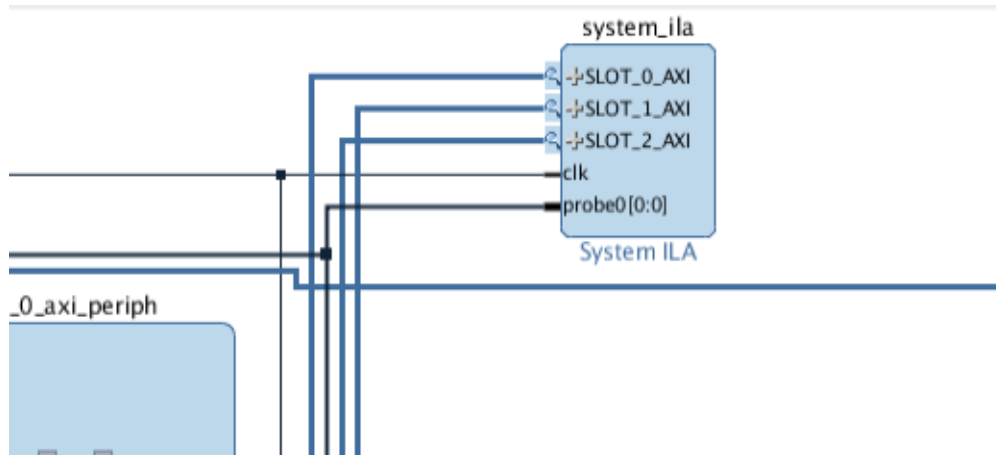 system_ila
SLOT_0_AXI
SLOT_1_AXI
SLOT_2_AXI
clk
probe0[0:0]
System ILA
_0_axi_periph